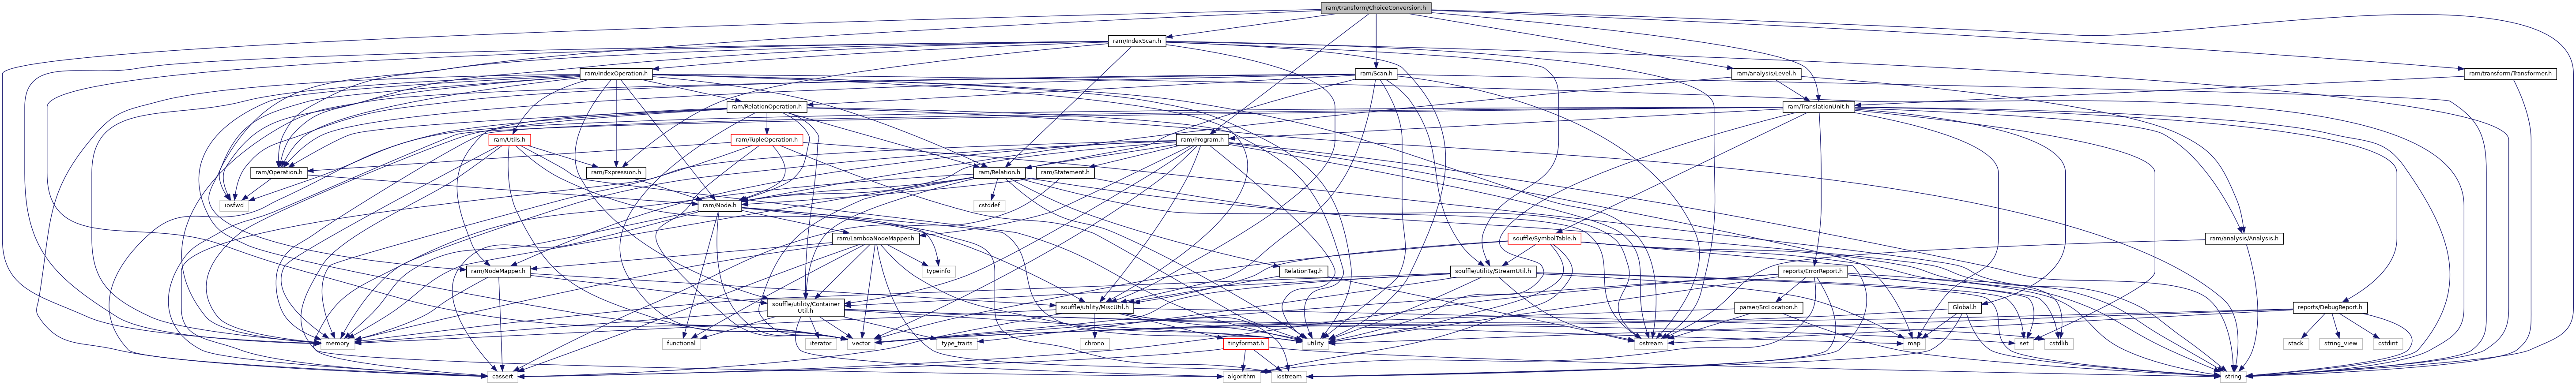 ram/transform/ChoiceConversion.h
ram/IndexScan.h
ram/IndexOperation.h
ram/Scan.h
ram/analysis/Level.h
ram/transform/Transformer.h
ram/RelationOperation.h
ram/TranslationUnit.h
ram/Utils.h
ram/TupleOperation.h
ram/Program.h
ram/Operation.h
ram/Expression.h
ram/Relation.h
ram/Statement.h
iosfwd
ram/Node.h
cstddef
ram/LambdaNodeMapper.h
souffle/SymbolTable.h
ram/analysis/Analysis.h
ram/NodeMapper.h
typeinfo
RelationTag.h
souffle/utility/StreamUtil.h
reports/ErrorReport.h
souffle/utility/Container
Util.h
souffle/utility/MiscUtil.h
parser/SrcLocation.h
Global.h
reports/DebugReport.h
memory
functional
iterator
vector
type_traits
chrono
tinyformat.h
utility
ostream
map
set
cstdlib
stack
string_view
cstdint
cassert
algorithm
iostream
string